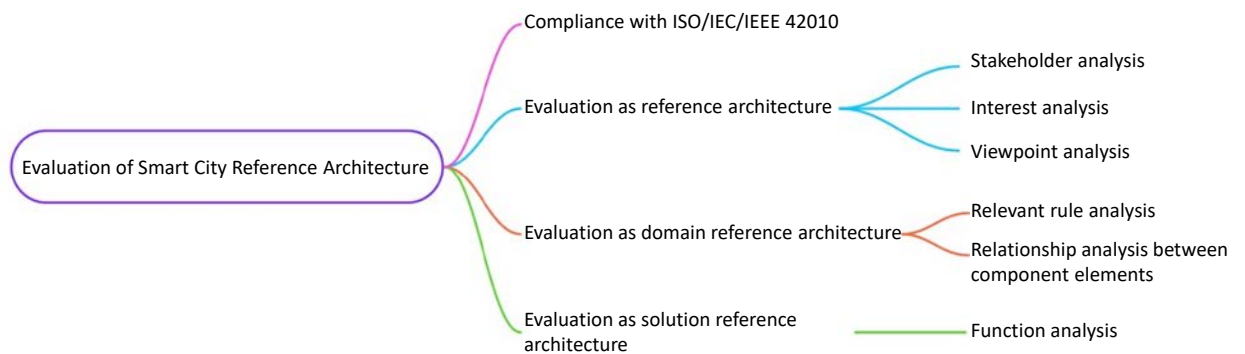 Compliance with ISO/IEC/IEEE 42010
Stakeholder analysis
Evaluation as reference architecture
Interest analysis
Viewpoint analysis
Evaluation of Smart City Reference Architecture
Relevant rule analysis
Evaluation as domain reference architecture
Relationship analysis between
component elements
Evaluation as solution reference
architecture
Function analysis